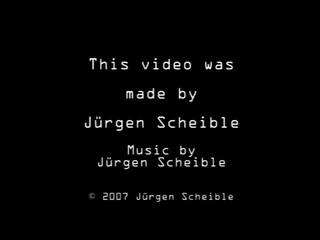 This video was
made by
Jürgen Scheible
Music by
Jürgen Scheible
© 2007 Jürgen Scheible